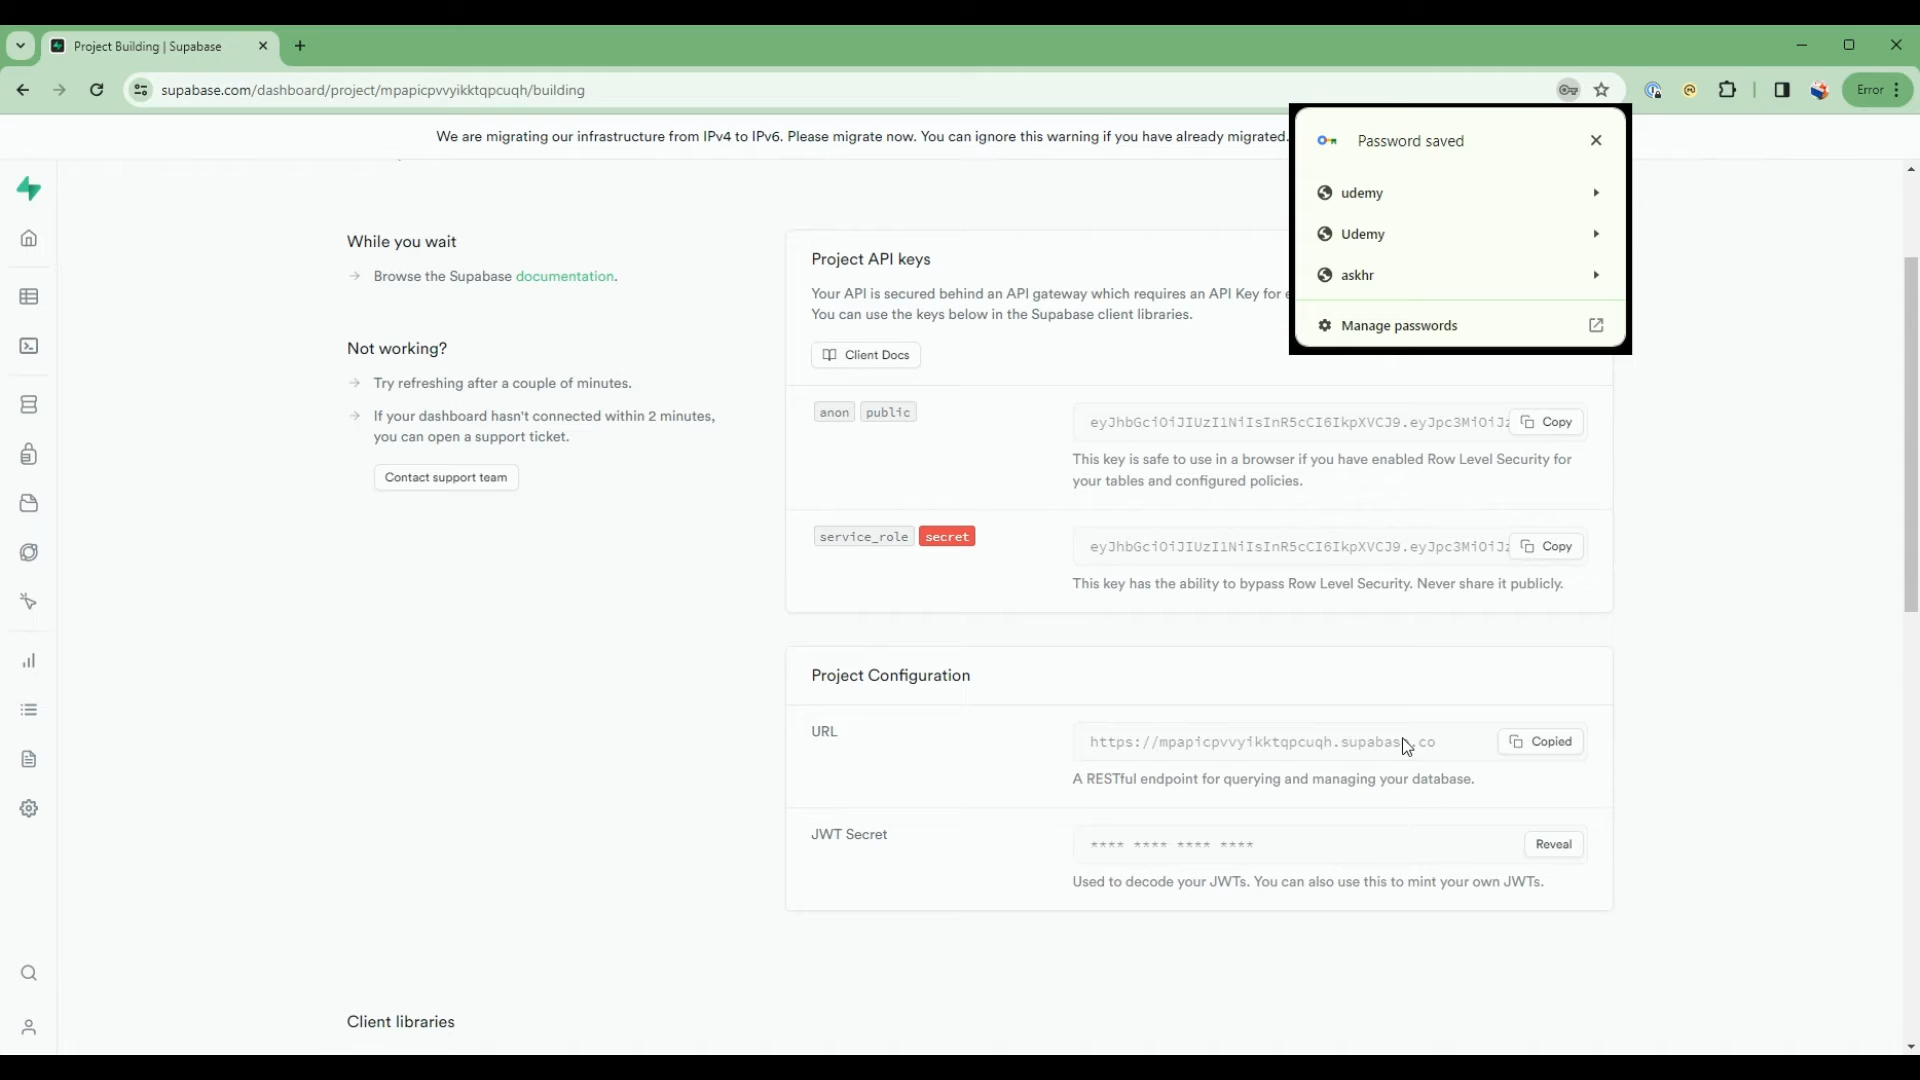 Project Building | Supabase
supabase.com/dashboard/project/mpapicpvvyikktqpcuqh/building
Error
We are migrating our infrastructure from IPv4 to IPv6. Please migrate now. You can ignore this warning if you have already migrated.
Password saved
udemy
Udemy
askhr
Manage passwords
While you wait
Browse the Supabase documentation.
Not working?
Try refreshing after a couple of minutes.
If your dashboard hasn't connected within 2 minutes,
you can open a support ticket.
Contact support team
Project API keys
Your API is secured behind an API gateway which requires an API Key for
You can use the keys below in the Supabase client libraries.
Client Docs
anon public
eyJhbGciOiJIUzI1NiIsInR5cCI6IkpXVCJ9.eyJpc3MiOiJz Copy
This key is safe to use in a browser if you have enabled Row Level Security for
your tables and configured policies.
service_role secret
eyJhbGciOiJIUzI1NiIsInR5cCI6IkpXVCJ9.eyJpc3MiOiJz Copy
This key has the ability to bypass Row Level Security. Never share it publicly.
Project Configuration
URL
https://mpapicpvvyikktqpcuqh.supabase.co Copied
A RESTful endpoint for querying and managing your database.
JWT Secret
**** **** **** **** Reveal
Used to decode your JWTs. You can also use this to mint your own JWTs.
Client libraries